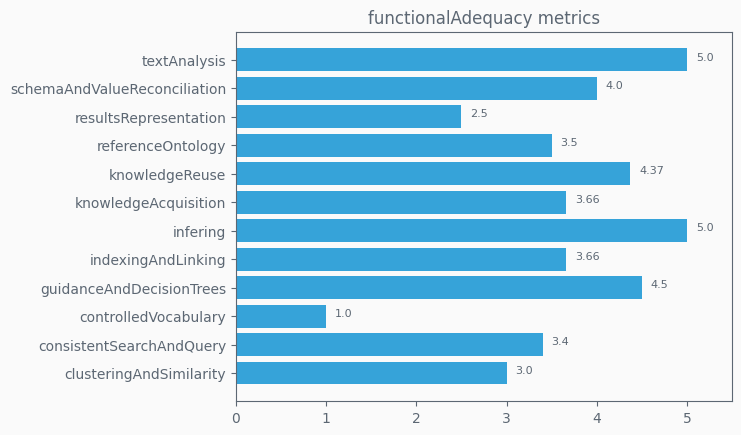 functionalAdequacy metrics
textAnalysis 5.0
schemaAndValueReconciliation 4.0
resultsRepresentation 2.5
referenceOntology 3.5
knowledgeReuse 4.37
knowledgeAcquisition 3.66
infering 5.0
indexingAndLinking 3.66
guidanceAndDecisionTrees 4.5
controlledVocabulary 1.0
consistentSearchAndQuery 3.4
clusteringAndSimilarity 3.0
0 1 2 3 4 5